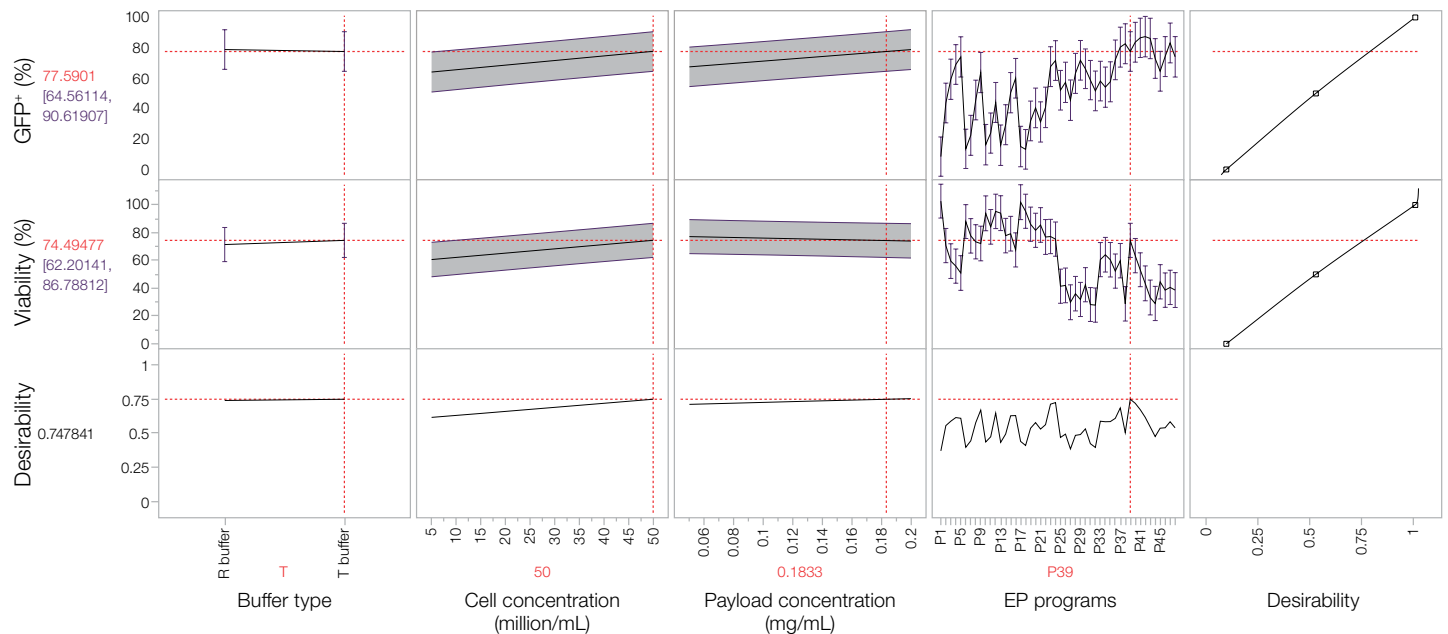 GFP⁺ (%)
77.5901
[64.56114,
90.61907]
100
80
60
40
20
0
Viability (%)
74.49477
[62.20141,
86.78812]
100
80
60
40
20
0
Desirability
0.747841
1
0.75
0.5
0.25
0
R buffer
T buffer
5
10
15
20
25
30
35
40
45
50
0.06
0.08
0.1
0.12
0.14
0.16
0.18
0.2
P1
P5
P9
P13
P17
P21
P25
P29
P33
P37
P41
P45
0
0.25
0.5
0.75
1
T
50
0.1833
P39
Buffer type
Cell concentration
(million/mL)
Payload concentration
(mg/mL)
EP programs
Desirability